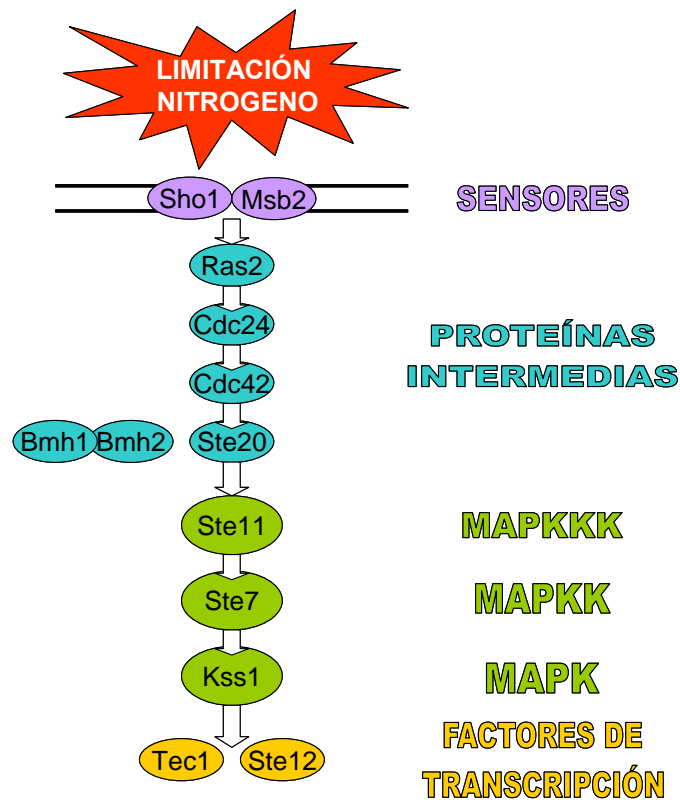 LIMITACIÓN
NITROGENO
Sho1 Msb2 SENSORES
Ras2
Cdc24
PROTEÍNAS
INTERMEDIAS
Cdc42
Bmh1 Bmh2 Ste20
Ste11 MAPKKK
Ste7 MAPKK
Kss1 MAPK
Tec1 Ste12
FACTORES DE
TRANSCRIPCIÓN